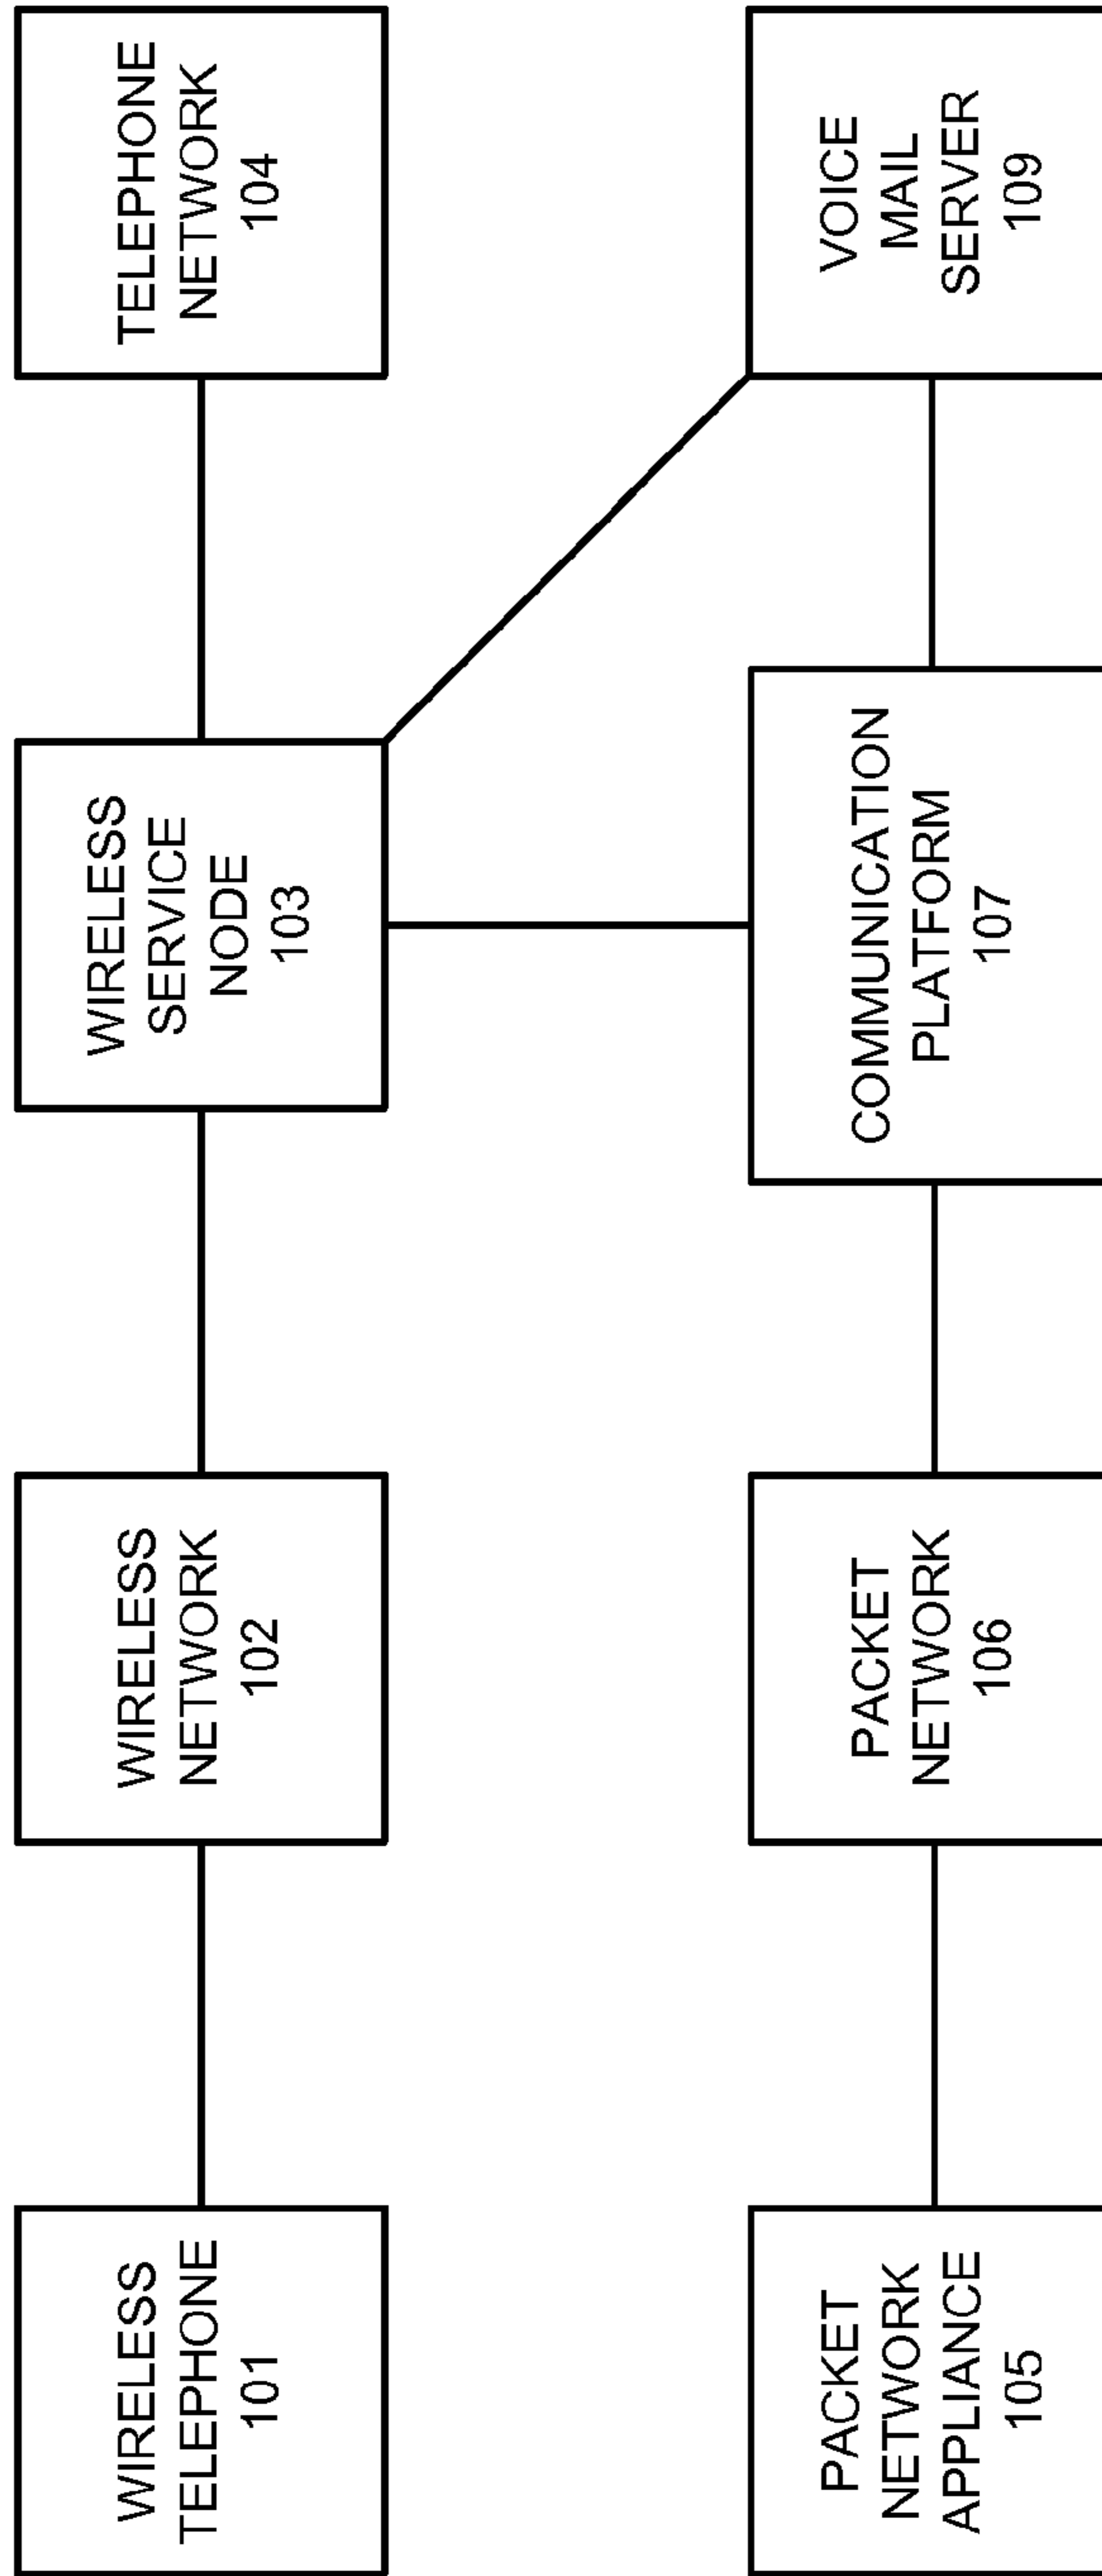 WIRELESS
TELEPHONE
101
WIRELESS
NETWORK
102
WIRELESS
SERVICE
NODE
103
TELEPHONE
NETWORK
104
PACKET
NETWORK
APPLIANCE
105
PACKET
NETWORK
106
COMMUNICATION
PLATFORM
107
VOICE
MAIL
SERVER
109